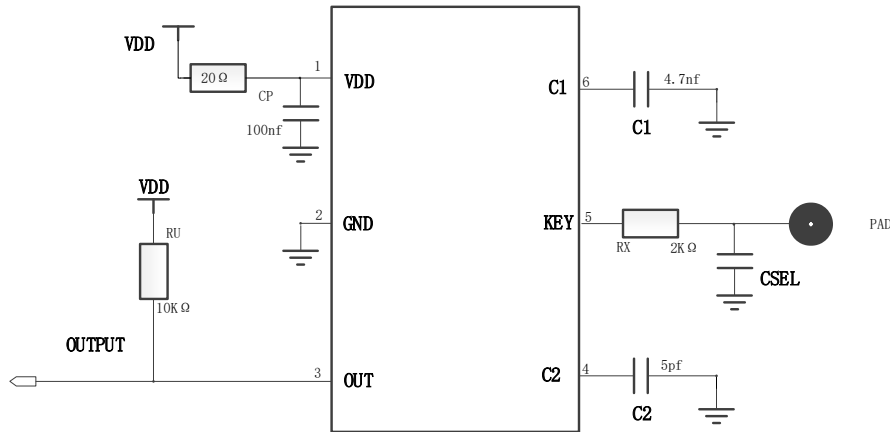 VDD
20Ω
CP
100nf
1
VDD
C1
6
4.7nf
C1
VDD
RU
10KΩ
2
GND
KEY
5
RX
2KΩ
PAD
CSEL
OUTPUT
3
OUT
C2
4
5pf
C2